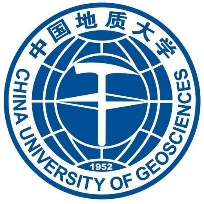 中国地质大学
CHINA UNIVERSITY OF GEOSCIENCES
1952